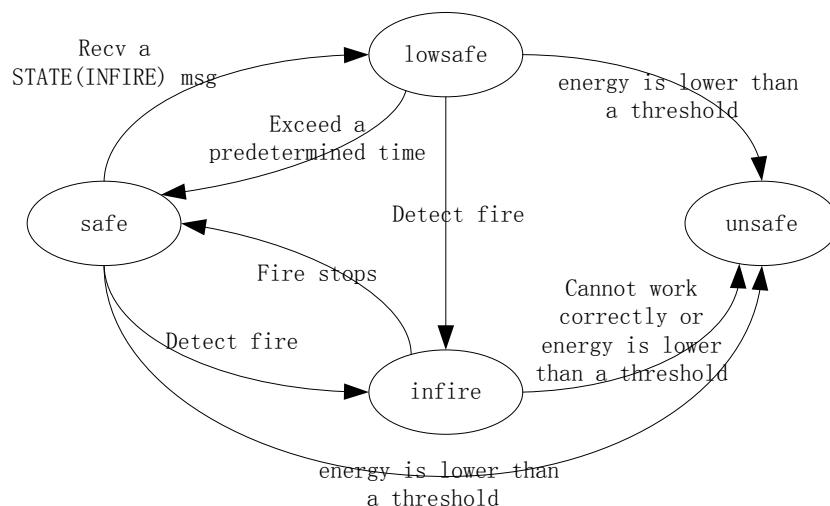 Recv a
STATE(INFIRE) msg
lowsafe
energy is lower than
a threshold
Exceed a
predetermined time
safe
Detect fire
unsafe
Fire stops
Cannot work
correctly or
energy is lower
than a threshold
Detect fire
infire
energy is lower than
a threshold